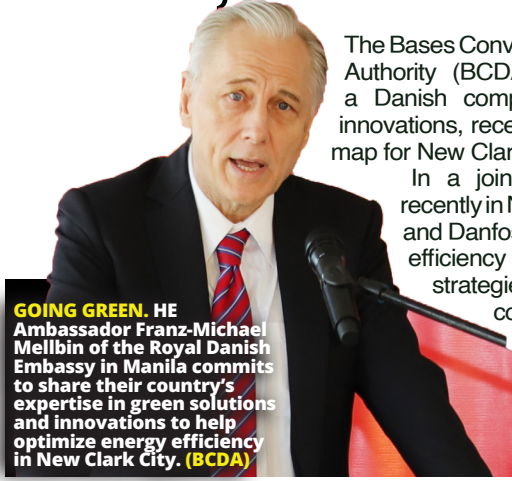 The Bases Conv
Authority (BCDA
a Danish comp
innovations, rece
map for New Clar
In a join
recently in N
and Danfos
efficiency
strategie
co
GOING GREEN. HE
Ambassador Franz-Michael
Mellbin of the Royal Danish
Embassy in Manila commits
to share their country's
expertise in green solutions
and innovations to help
optimize energy efficiency
in New Clark City. (BCDA)